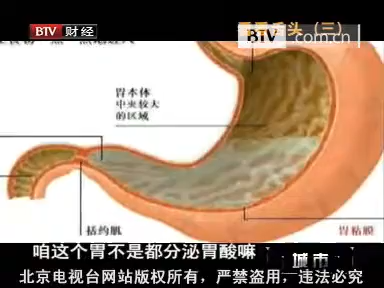 BTV 财经
BTV
.com.cn
胃本体
中央较大
的区域
括约肌
胃粘膜
咱这个胃不是都分泌胃酸嘛
城市
北京电视台网站版权所有，严禁盗用，违法必究